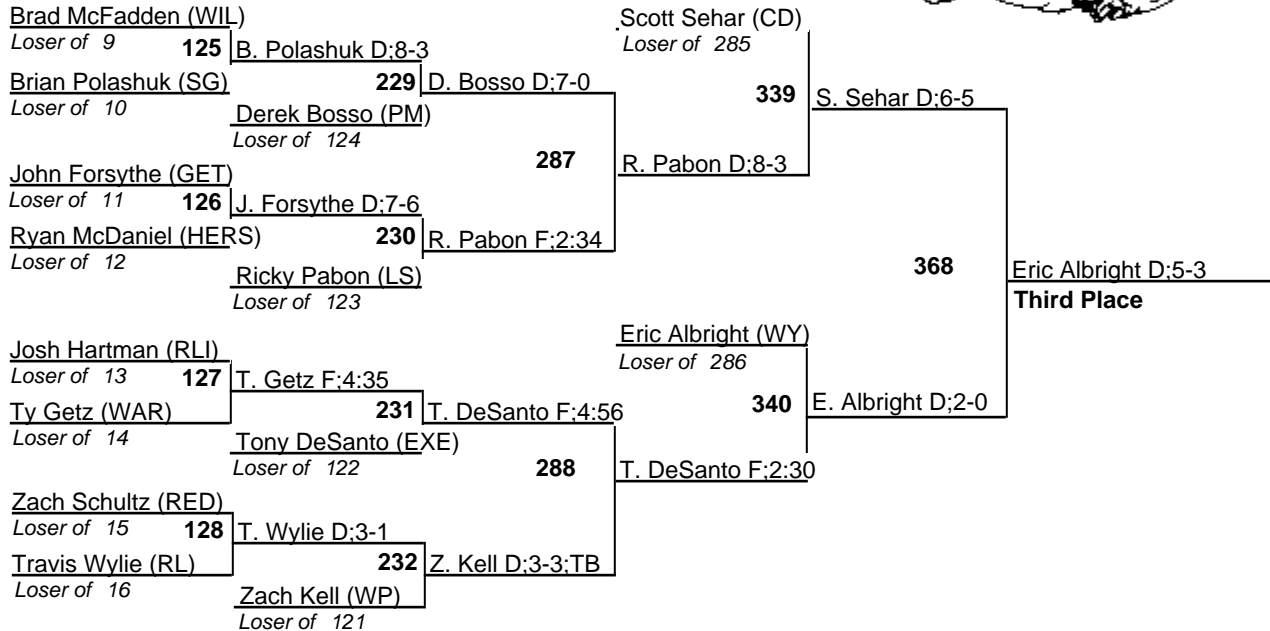 Brad McFadden (WIL)
Loser of 9
125
B. Polashuk D;8-3
Brian Polashuk (SG)
Loser of 10
229
D. Bosso D;7-0
Derek Bosso (PM)
Loser of 124
287
John Forsythe (GET)
Loser of 11
126
J. Forsythe D;7-6
Ryan McDaniel (HERS)
Loser of 12
230
R. Pabon F;2:34
Ricky Pabon (LS)
Loser of 123
Scott Sehar (CD)
Loser of 285
339
S. Sehar D;6-5
R. Pabon D;8-3
368
Eric Albright D;5-3
Third Place
Josh Hartman (RLI)
Loser of 13
127
T. Getz F;4:35
Ty Getz (WAR)
Loser of 14
231
T. DeSanto F;4:56
Tony DeSanto (EXE)
Loser of 122
288
Zach Schultz (RED)
Loser of 15
128
T. Wylie D;3-1
Travis Wylie (RL)
Loser of 16
232
Z. Kell D;3-3;TB
Zach Kell (WP)
Loser of 121
Eric Albright (WY)
Loser of 286
340
E. Albright D;2-0
T. DeSanto F;2:30